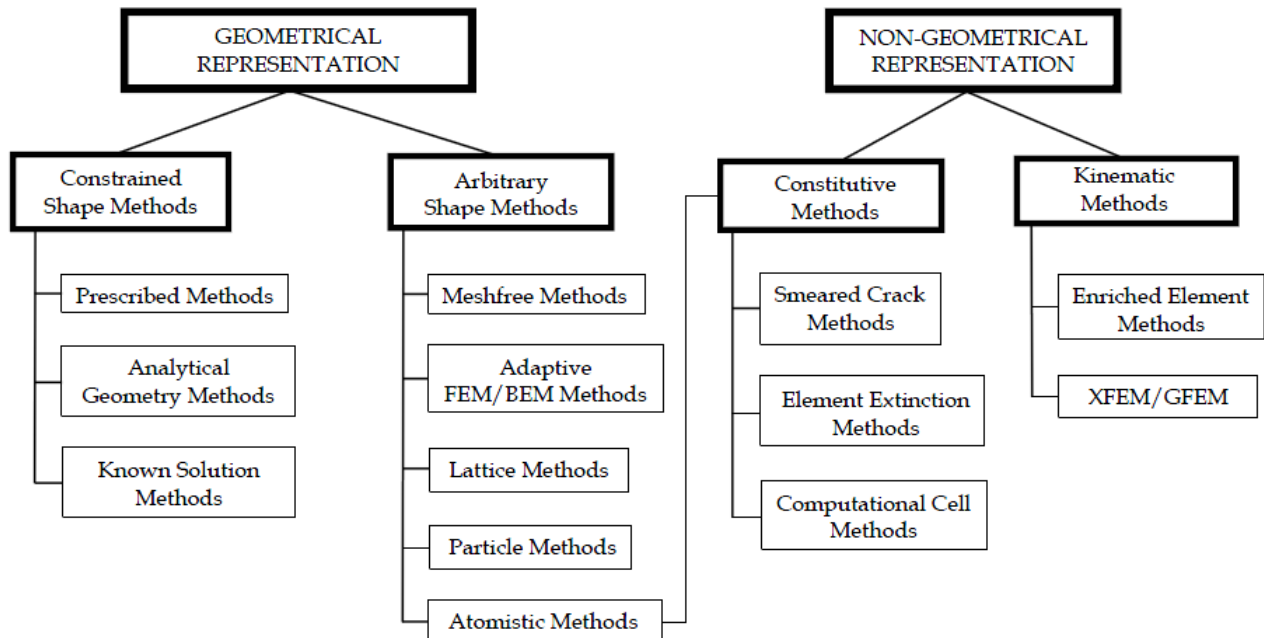 GEOMETRICAL
REPRESENTATION
Constrained
Shape Methods
Prescribed Methods
Analytical
Geometry Methods
Known Solution
Methods
Arbitrary
Shape Methods
Meshfree Methods
Adaptive
FEM/BEM Methods
Lattice Methods
Particle Methods
Atomistic Methods
NON-GEOMETRICAL
REPRESENTATION
Constitutive
Methods
Smeared Crack
Methods
Element Extinction
Methods
Computational Cell
Methods
Kinematic
Methods
Enriched Element
Methods
XFEM/GFEM